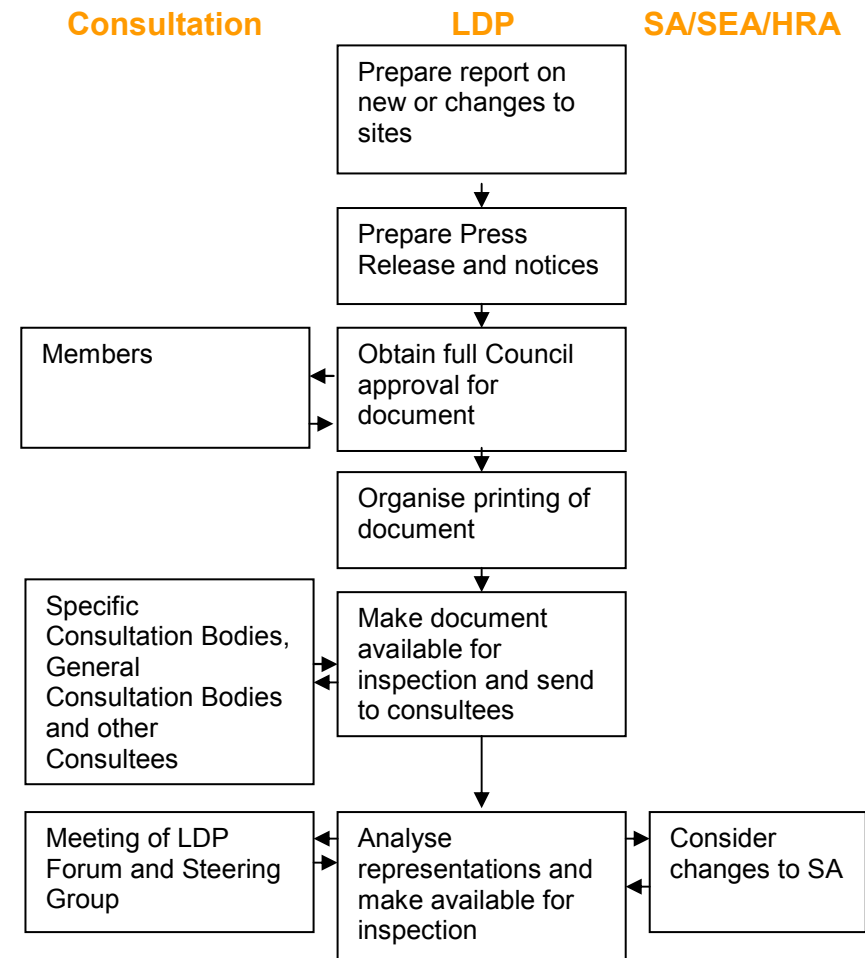 Consultation LDP SA/SEA/HRA
Prepare report on
new or changes to
sites
Prepare Press
Release and notices
Members
Obtain full Council
approval for
document
Organise printing of
document
Specific
Consultation Bodies,
General
Consultation Bodies
and other
Consultees
Make document
available for
inspection and send
to consultees
Meeting of LDP
Forum and Steering
Group
Analyse
representations and
make available for
inspection
Consider
changes to SA